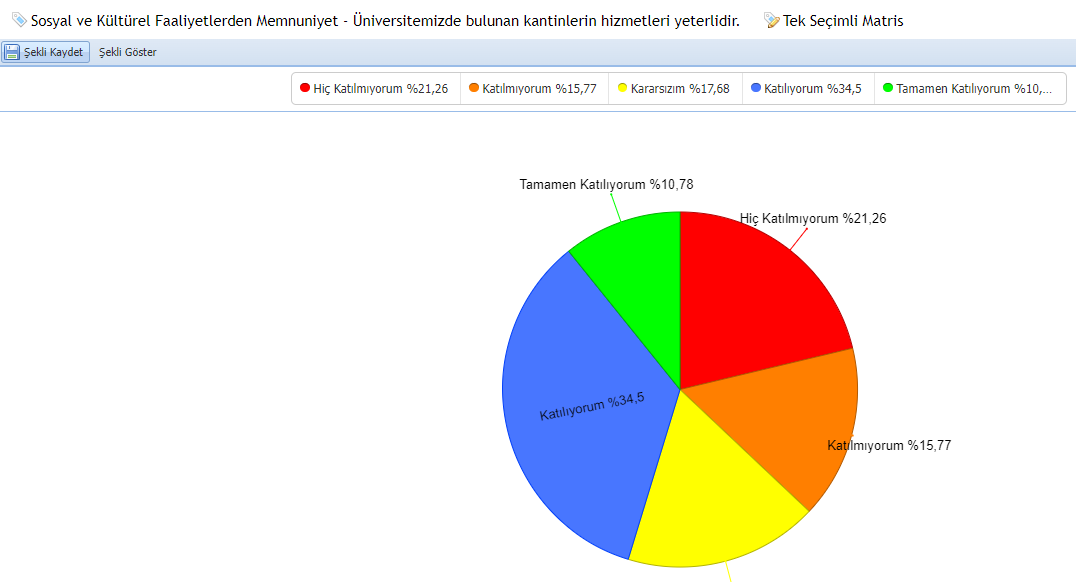 Sosyal ve Kültürel Faaliyetlerden Memnuniyet - Üniversitemizde bulunan kantinlerin hizmetleri yeterlidir. Tek Seçimli Matris
Şekli Kaydet Şekli Göster
Hiç Katılmıyorum %21,26 Katılmıyorum %15,77 Kararsızım %17,68 Katılıyorum %34,5 Tamamen Katılıyorum %10,...
Tamamen Katılıyorum %10,78
Hiç Katılmıyorum %21,26
Katılıyorum %34,5
Katılmıyorum %15,77